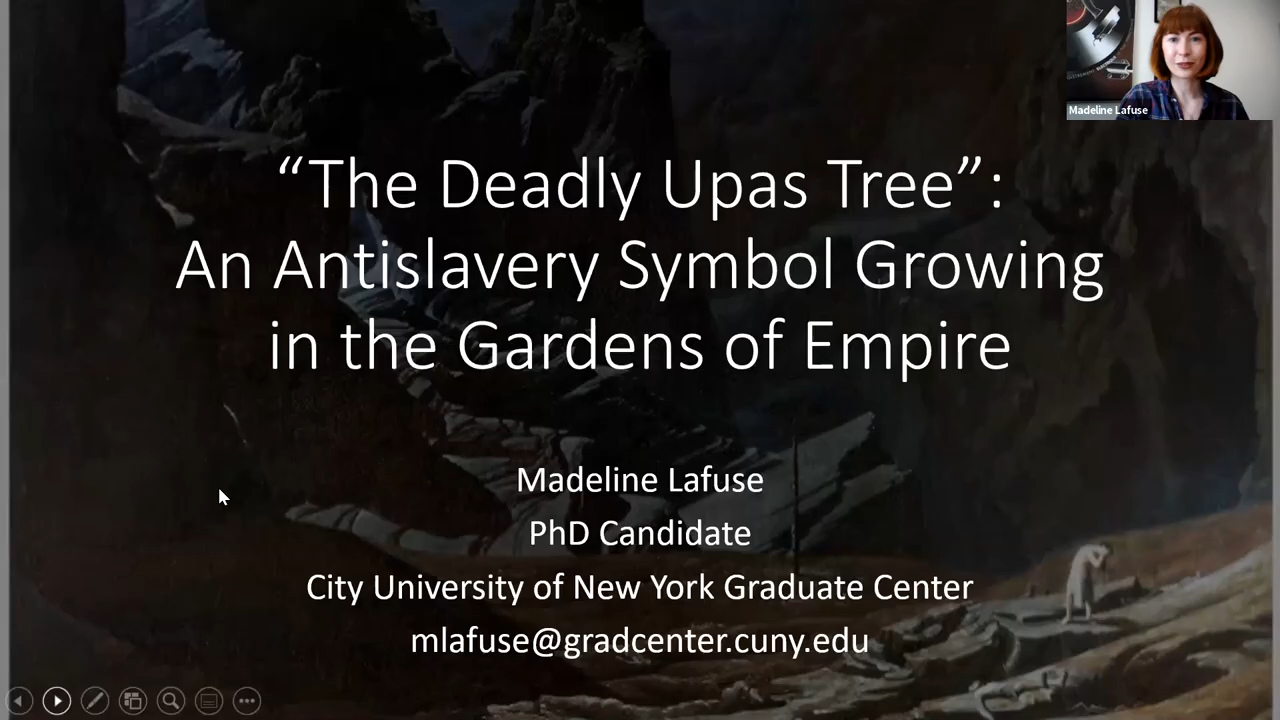 Madeline Lafuse
“The Deadly Upas Tree”:
An Antislavery Symbol Growing
in the Gardens of Empire
Madeline Lafuse
PhD Candidate
City University of New York Graduate Center
mlafuse@gradcenter.cuny.edu